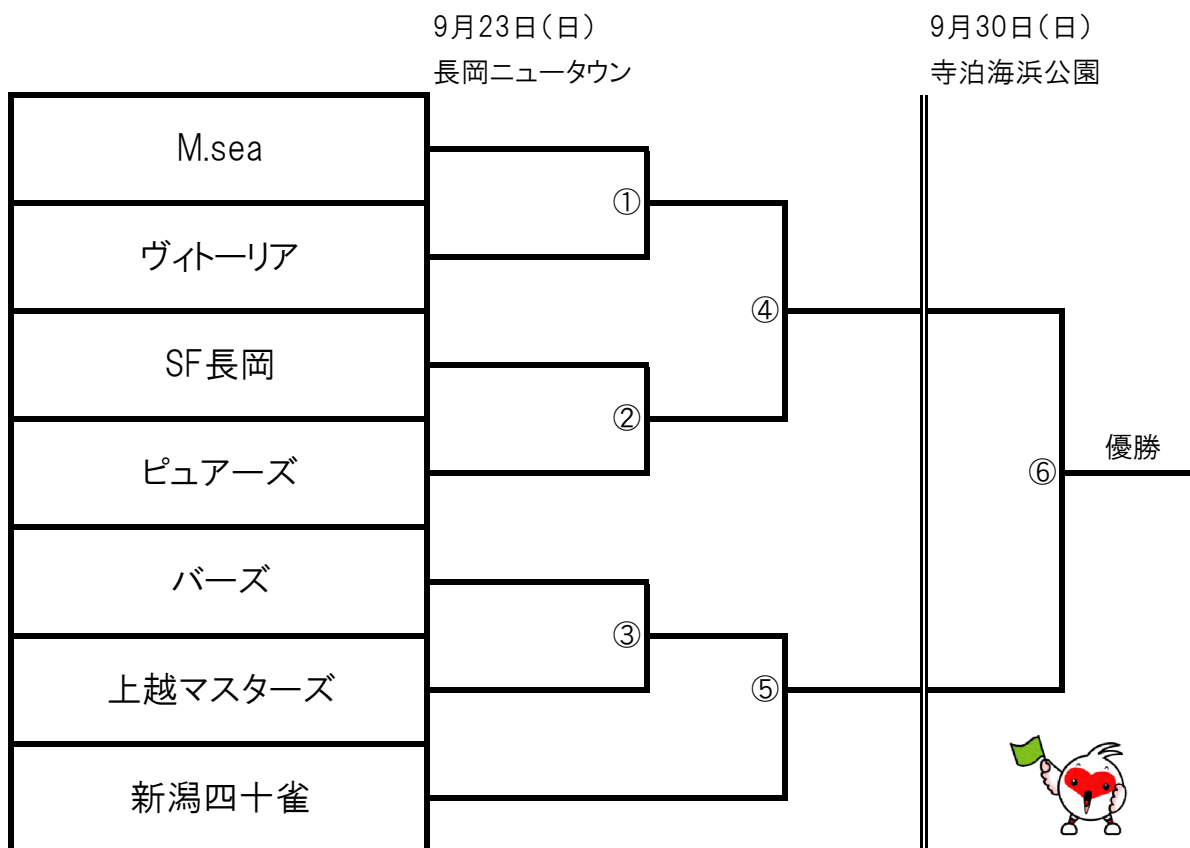 9月23日(日)
9月30日(日)
長岡ニュータウン
寺泊海浜公園
M.sea
①
ヴィトーリア
④
SF長岡
②
優勝
ピュアーズ
⑥
バーズ
③
上越マスターズ
⑤
新潟四十雀